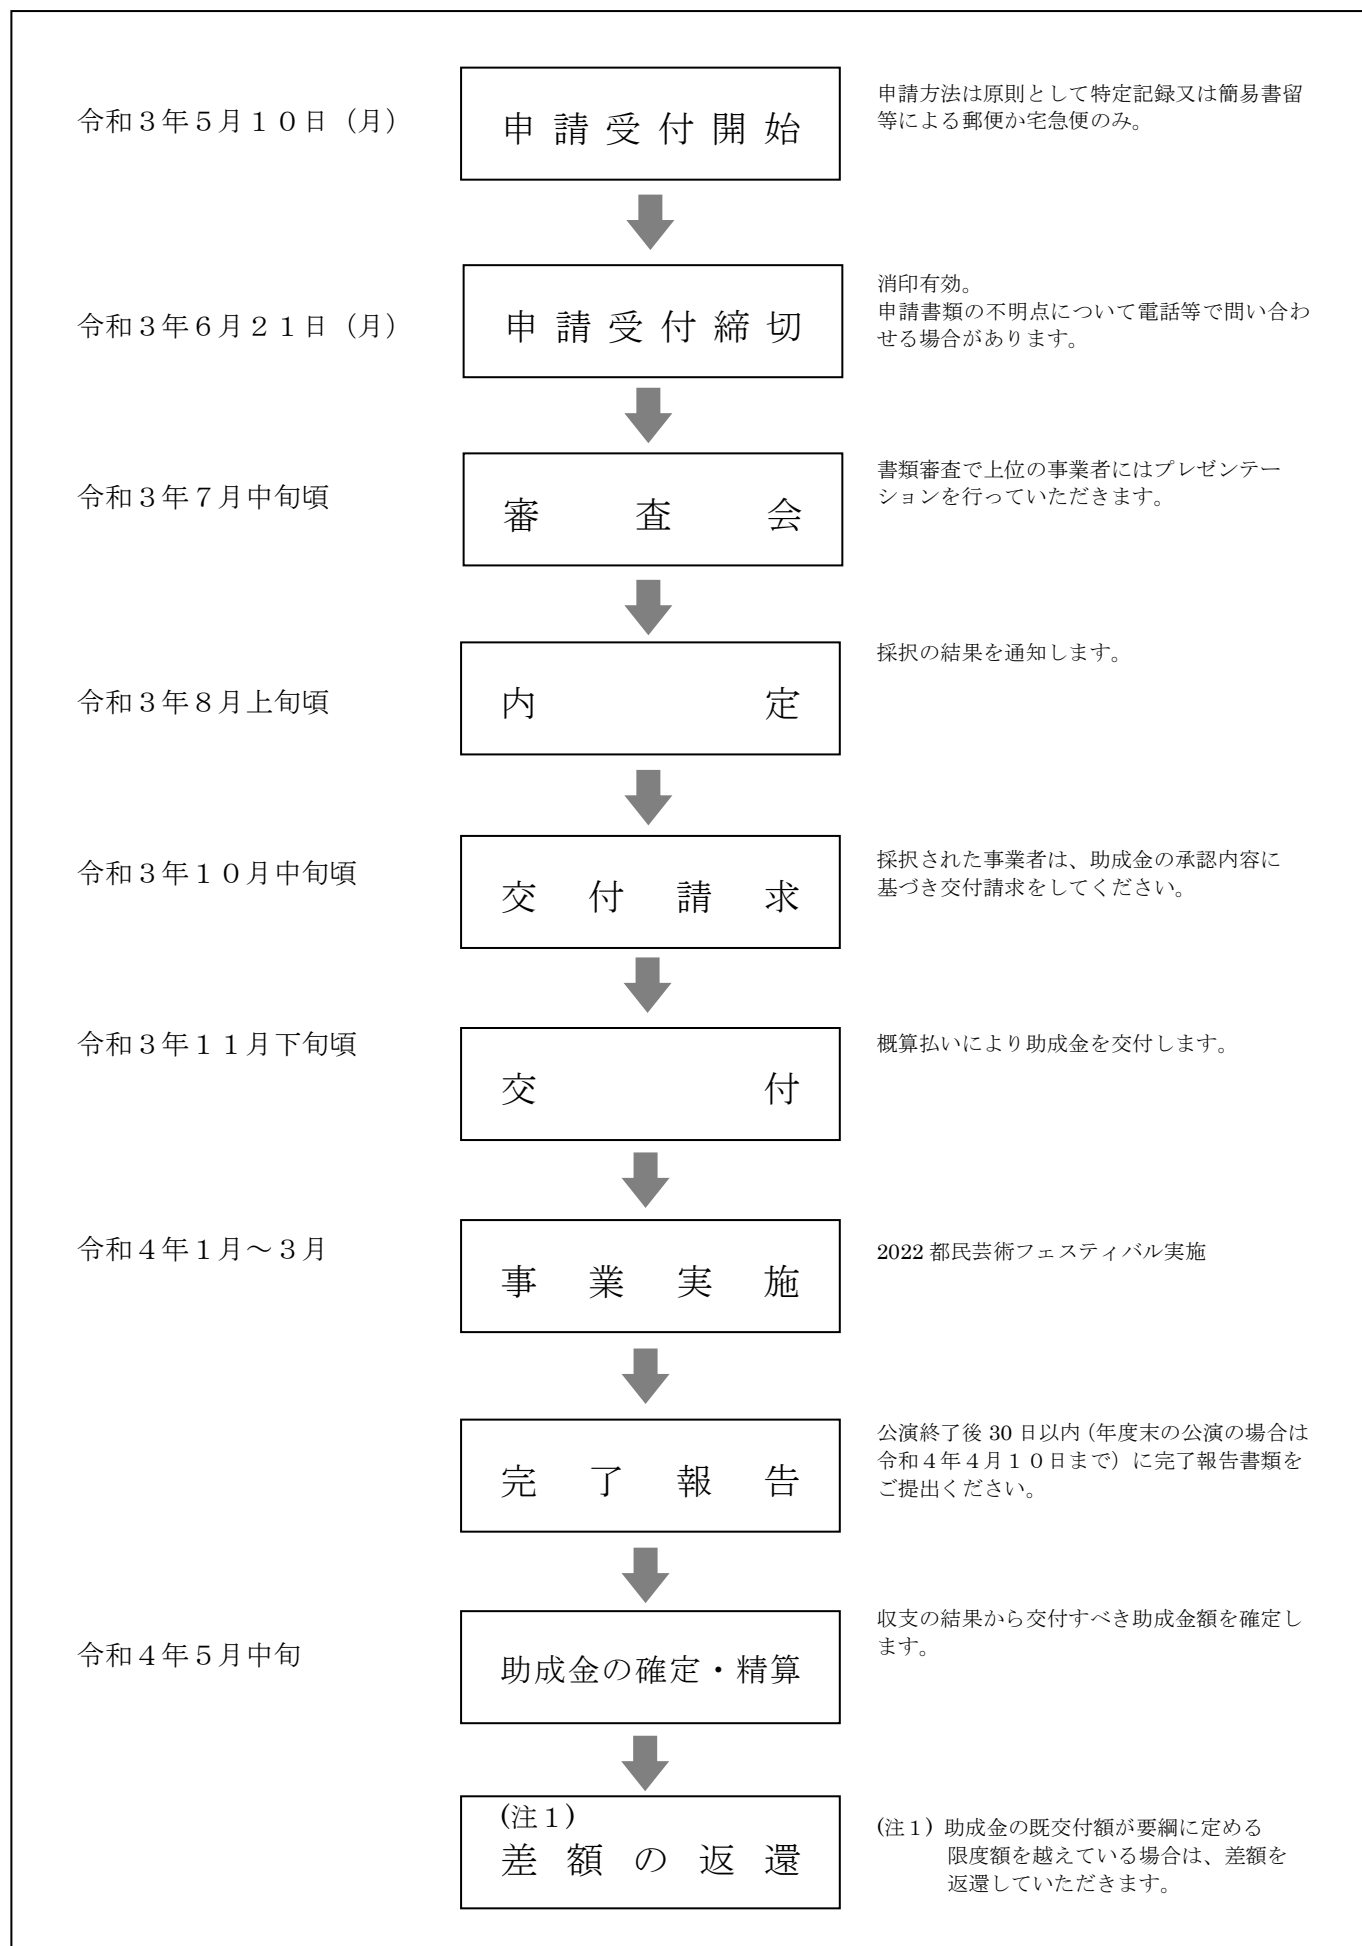 令和３年５月１０日（月）
申請受付開始
申請方法は原則として特定記録又は簡易書留
等による郵便か宅急便のみ。
令和３年６月２１日（月）
申請受付締切
消印有効。
申請書類の不明点について電話等で問い合わ
せる場合があります。
令和３年７月中旬頃
審査会
書類審査で上位の事業者にはプレゼンテー
ションを行っていただきます。
令和３年８月上旬頃
内定
採択の結果を通知します。
令和３年１０月中旬頃
交付請求
採択された事業者は、助成金の承認内容に
基づき交付請求をしてください。
令和３年１１月下旬頃
交付
概算払いにより助成金を交付します。
令和４年１月～３月
事業実施
2022 都民芸術フェスティバル実施
完了報告
公演終了後 30 日以内（年度末の公演の場合は
令和４年４月１０日まで）に完了報告書類を
ご提出ください。
令和４年５月中旬
助成金の確定・精算
収支の結果から交付すべき助成金額を確定し
ます。
(注１)
差額の返還
(注１) 助成金の既交付額が要綱に定める
限度額を越えている場合は、差額を
返還していただきます。